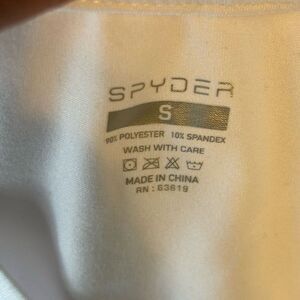 SPYDER
S
90% POLYESTER 10% SPANDEX
WASH WITH CARE
MADE IN CHINA
RN : 63619